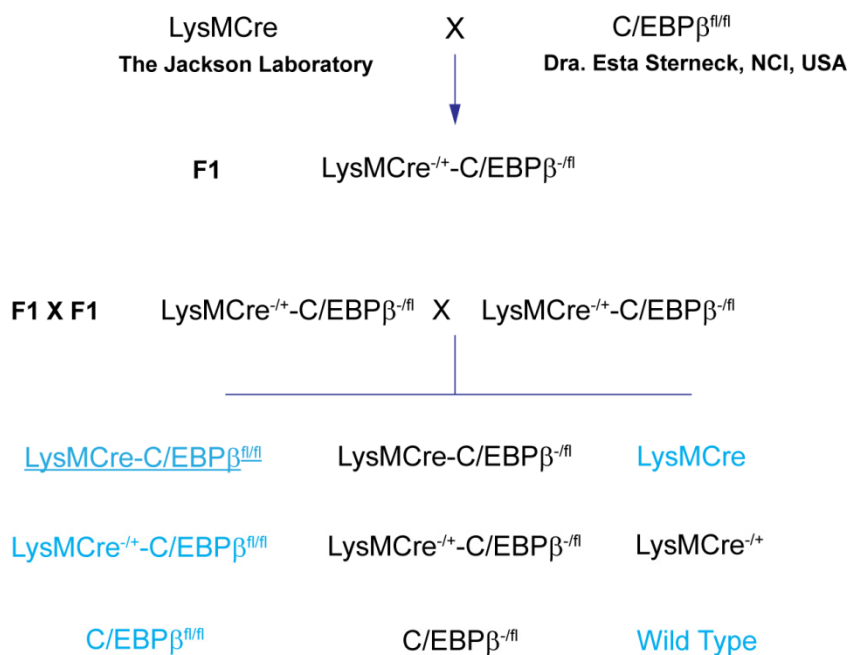 LysMCre X C/EBPβfl/fl
The Jackson Laboratory Dra. Esta Sterneck, NCI, USA
F1 LysMCre-/+-C/EBPβ-/fl
F1 X F1 LysMCre-/+-C/EBPβ-/fl X LysMCre-/+-C/EBPβ-/fl
LysMCre-C/EBPβfl/fl LysMCre-C/EBPβ-/fl LysMCre
LysMCre-/+-C/EBPβfl/fl LysMCre-/+-C/EBPβ-/fl LysMCre-/+
C/EBPβfl/fl C/EBPβ-/fl Wild Type